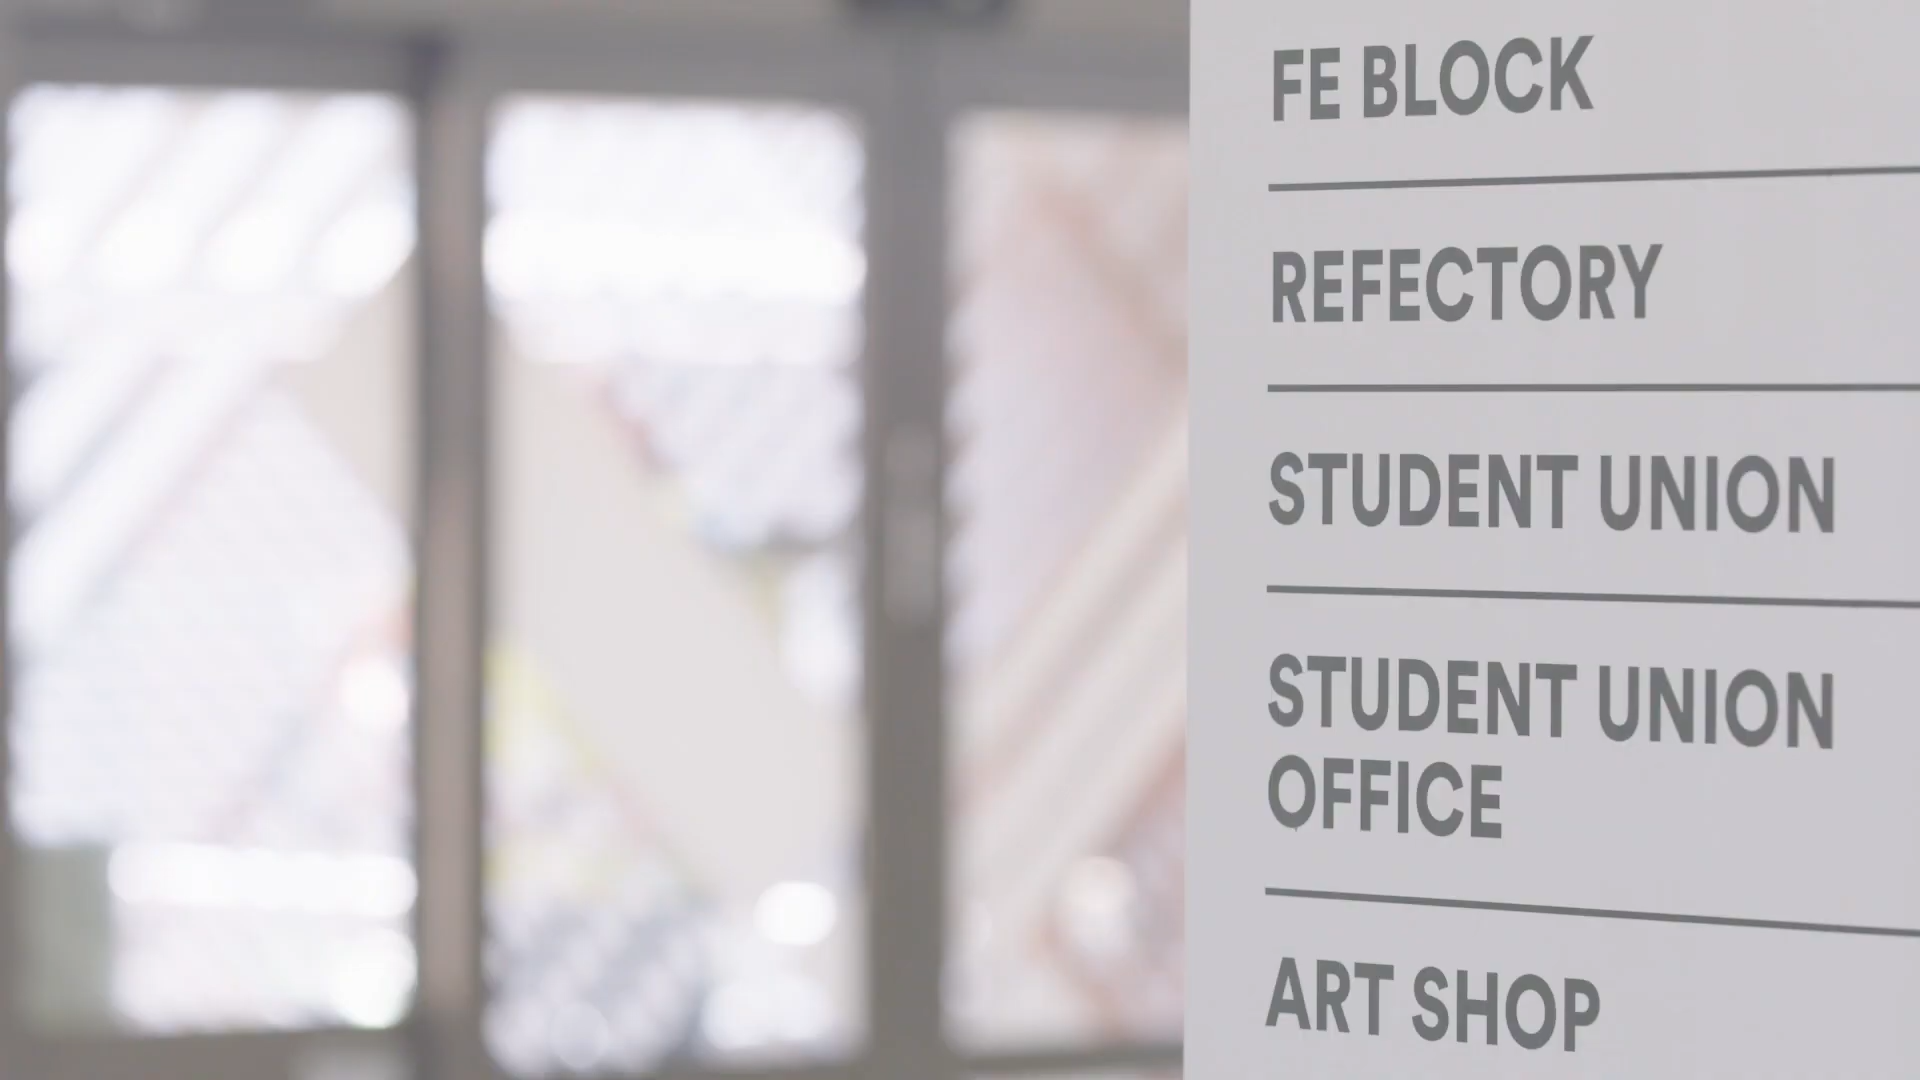 FE BLOCK
REFECTORY
STUDENT UNION
STUDENT UNION
OFFICE
ART SHOP